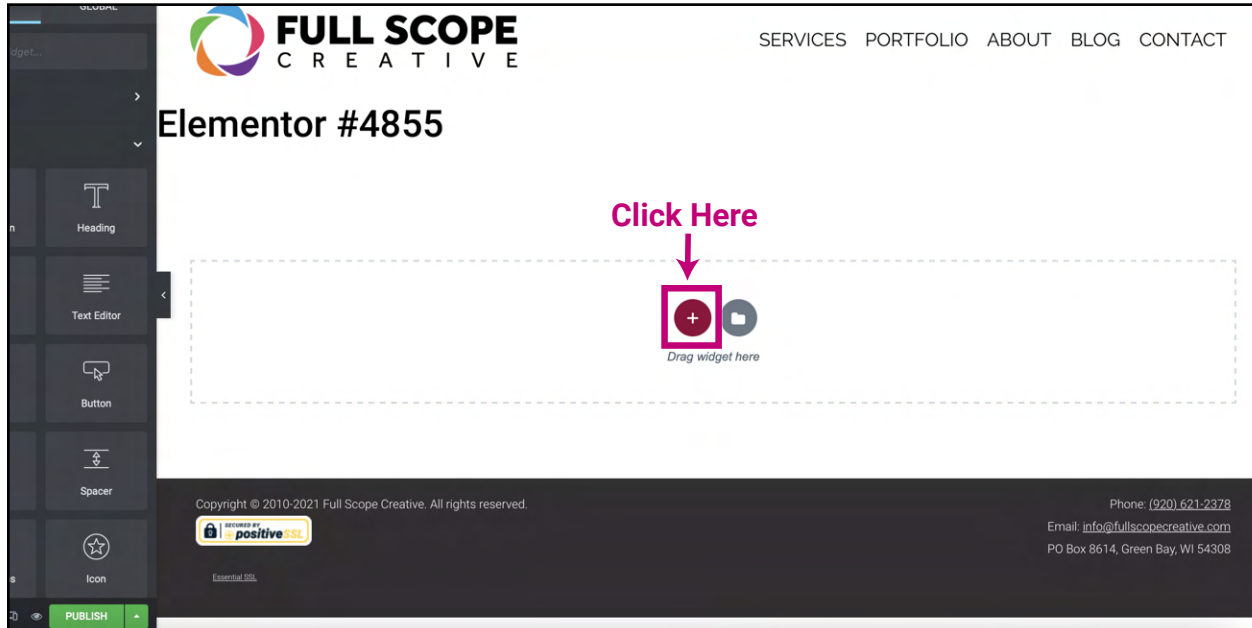 GLOBAL
dget...
FULL SCOPE
CREATIVE
SERVICES PORTFOLIO ABOUT BLOG CONTACT
Elementor #4855
Heading
Text Editor
Button
Spacer
Icon
PUBLISH
Click Here
Drag widget here
Copyright © 2010-2021 Full Scope Creative. All rights reserved.
SECURED BY
positiveSSL
Essential SSL
Phone: (920) 621-2378
Email: info@fullscopecreative.com
PO Box 8614, Green Bay, WI 54308